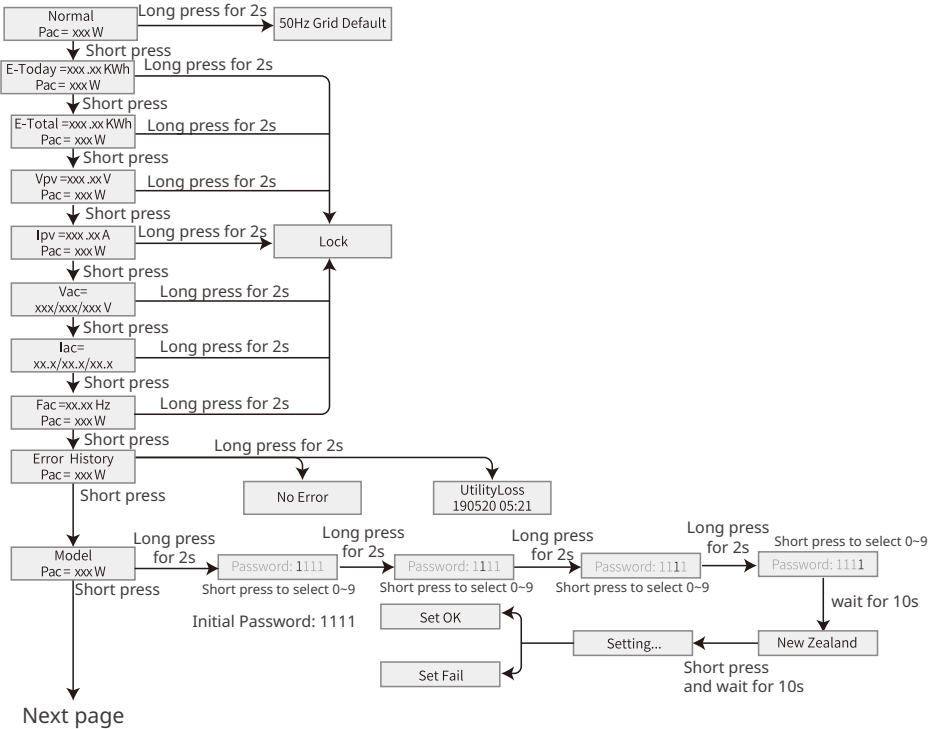 Normal
Pac= xxx W
Long press for 2s
50Hz Grid Default
Short press
E-Today =xxx.xx KWh
Pac= xxx W
Long press for 2s
Short press
E-Total =xxx.xx KWh
Pac= xxx W
Long press for 2s
Short press
Vpv =xxx.xx V
Pac= xxx W
Long press for 2s
Short press
Ipv =xxx.xx A
Pac= xxx W
Long press for 2s
Lock
Short press
Vac=
xxx/xxx/xxx V
Long press for 2s
Short press
Iac=
xx.x/xx.x/xx.x
Long press for 2s
Short press
Fac =xx.xx Hz
Pac= xxx W
Long press for 2s
Short press
Error History
Pac= xxx W
Long press for 2s
No Error
UtilityLoss
190520 05:21
Short press
Model
Pac= xxx W
Long press
for 2s
Password: 1111
Short press to select 0~9
Long press
for 2s
Password: 1111
Short press to select 0~9
Long press
for 2s
Password: 1111
Short press to select 0~9
Long press
for 2s
Short press to select 0~9
Password: 1111
Short press
Initial Password: 1111
wait for 10s
New Zealand
Short press
and wait for 10s
Setting...
Set OK
Set Fail
Next page